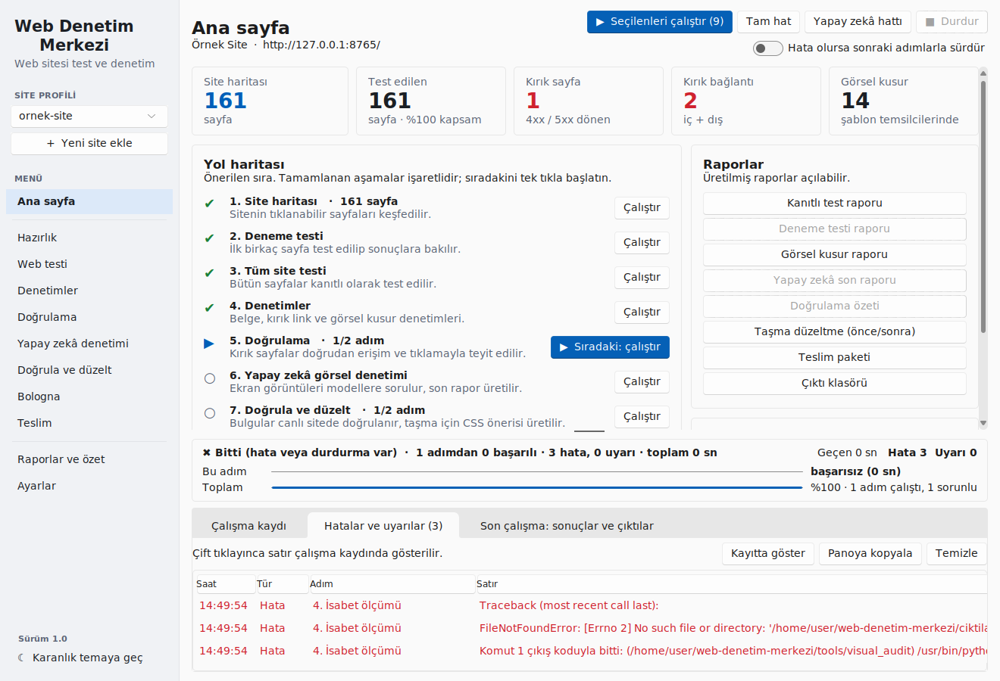 Web Denetim
Merkezi
Web sitesi test ve denetim
SİTE PROFİLİ
ornek-site
+ Yeni site ekle
MENÜ
Ana sayfa
Hazırlık
Web testi
Denetimler
Doğrulama
Yapay zekâ denetimi
Doğrula ve düzelt
Bologna
Teslim
Raporlar ve özet
Ayarlar
Sürüm 1.0
☾ Karanlık temaya geç
Ana sayfa
Örnek Site · http://127.0.0.1:8765/
▶ Seçilenleri çalıştır (9)
Tam hat
Yapay zekâ hattı
■ Durdur
Hata olursa sonraki adımlarla sürdür
Site haritası
161
sayfa
Test edilen
161
sayfa · %100 kapsam
Kırık sayfa
1
4xx / 5xx dönen
Kırık bağlantı
2
iç + dış
Görsel kusur
14
şablon temsilcilerinde
Yol haritası
Önerilen sıra. Tamamlanan aşamalar işaretlidir; sıradakini tek tıkla başlatın.
✔ 1. Site haritası · 161 sayfa
Sitenin tıklanabilir sayfaları keşfedilir.
Çalıştır
✔ 2. Deneme testi
İlk birkaç sayfa test edilip sonuçlara bakılır.
Çalıştır
✔ 3. Tüm site testi
Bütün sayfalar kanıtlı olarak test edilir.
Çalıştır
✔ 4. Denetimler
Belge, kırık link ve görsel kusur denetimleri.
Çalıştır
▶ 5. Doğrulama · 1/2 adım
Kırık sayfalar doğrudan erişim ve tıklamayla teyit edilir.
▶ Sıradaki: çalıştır
○ 6. Yapay zekâ görsel denetimi
Ekran görüntüleri modellere sorulur, son rapor üretilir.
Çalıştır
○ 7. Doğrula ve düzelt · 1/2 adım
Bulgular canlı sitede doğrulanır, taşma için CSS önerisi üretilir.
Çalıştır
Raporlar
Üretilmiş raporlar açılabilir.
Kanıtlı test raporu
Deneme testi raporu
Görsel kusur raporu
Yapay zekâ son raporu
Doğrulama özeti
Taşma düzeltme (önce/sonra)
Teslim paketi
Çıktı klasörü
✖ Bitti (hata veya durdurma var) · 1 adımdan 0 başarılı · 3 hata, 0 uyarı · toplam 0 sn
Geçen 0 sn Hata 3 Uyarı 0
Bu adım
başarısız (0 sn)
Toplam
%100 · 1 adım çalıştı, 1 sorunlu
Çalışma kaydı
Hatalar ve uyarılar (3)
Son çalışma: sonuçlar ve çıktılar
Çift tıklayınca satır çalışma kaydında gösterilir.
Kayıtta göster
Panoya kopyala
Temizle
Saat Tür Adım Satır
14:49:54 Hata 4. İsabet ölçümü Traceback (most recent call last):
14:49:54 Hata 4. İsabet ölçümü FileNotFoundError: [Errno 2] No such file or directory: '/home/user/web-denetim-merkezi/ciktila
14:49:54 Hata 4. İsabet ölçümü Komut 1 çıkış koduyla bitti: (/home/user/web-denetim-merkezi/tools/visual_audit) /usr/bin/pytho